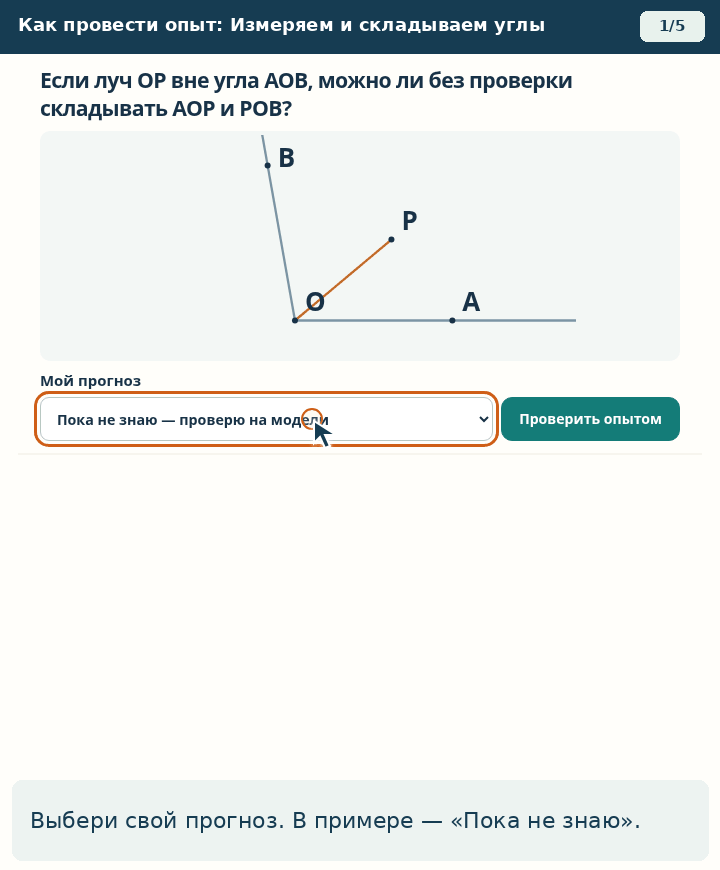 Как провести опыт: Измеряем и складываем углы
1/5
Если луч OP вне угла AOB, можно ли без проверки
складывать AOP и POB?
B
P
O
A
Мой прогноз
Пока не знаю — проверю на модели
Проверить опытом
Выбери свой прогноз. В примере — «Пока не знаю».